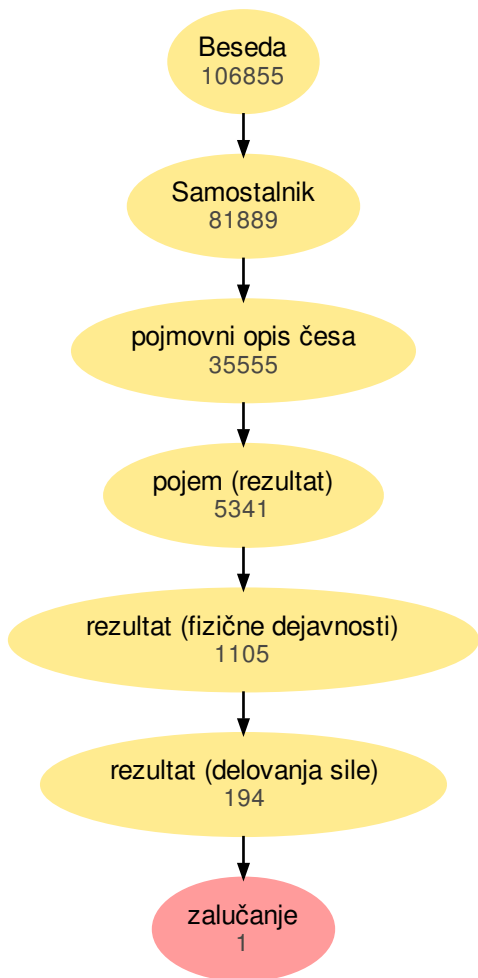 Beseda
106855
Samostalnik
81889
pojmovni opis česa
35555
pojem (rezultat)
5341
rezultat (fizične dejavnosti)
1105
rezultat (delovanja sile)
194
zalučanje
1